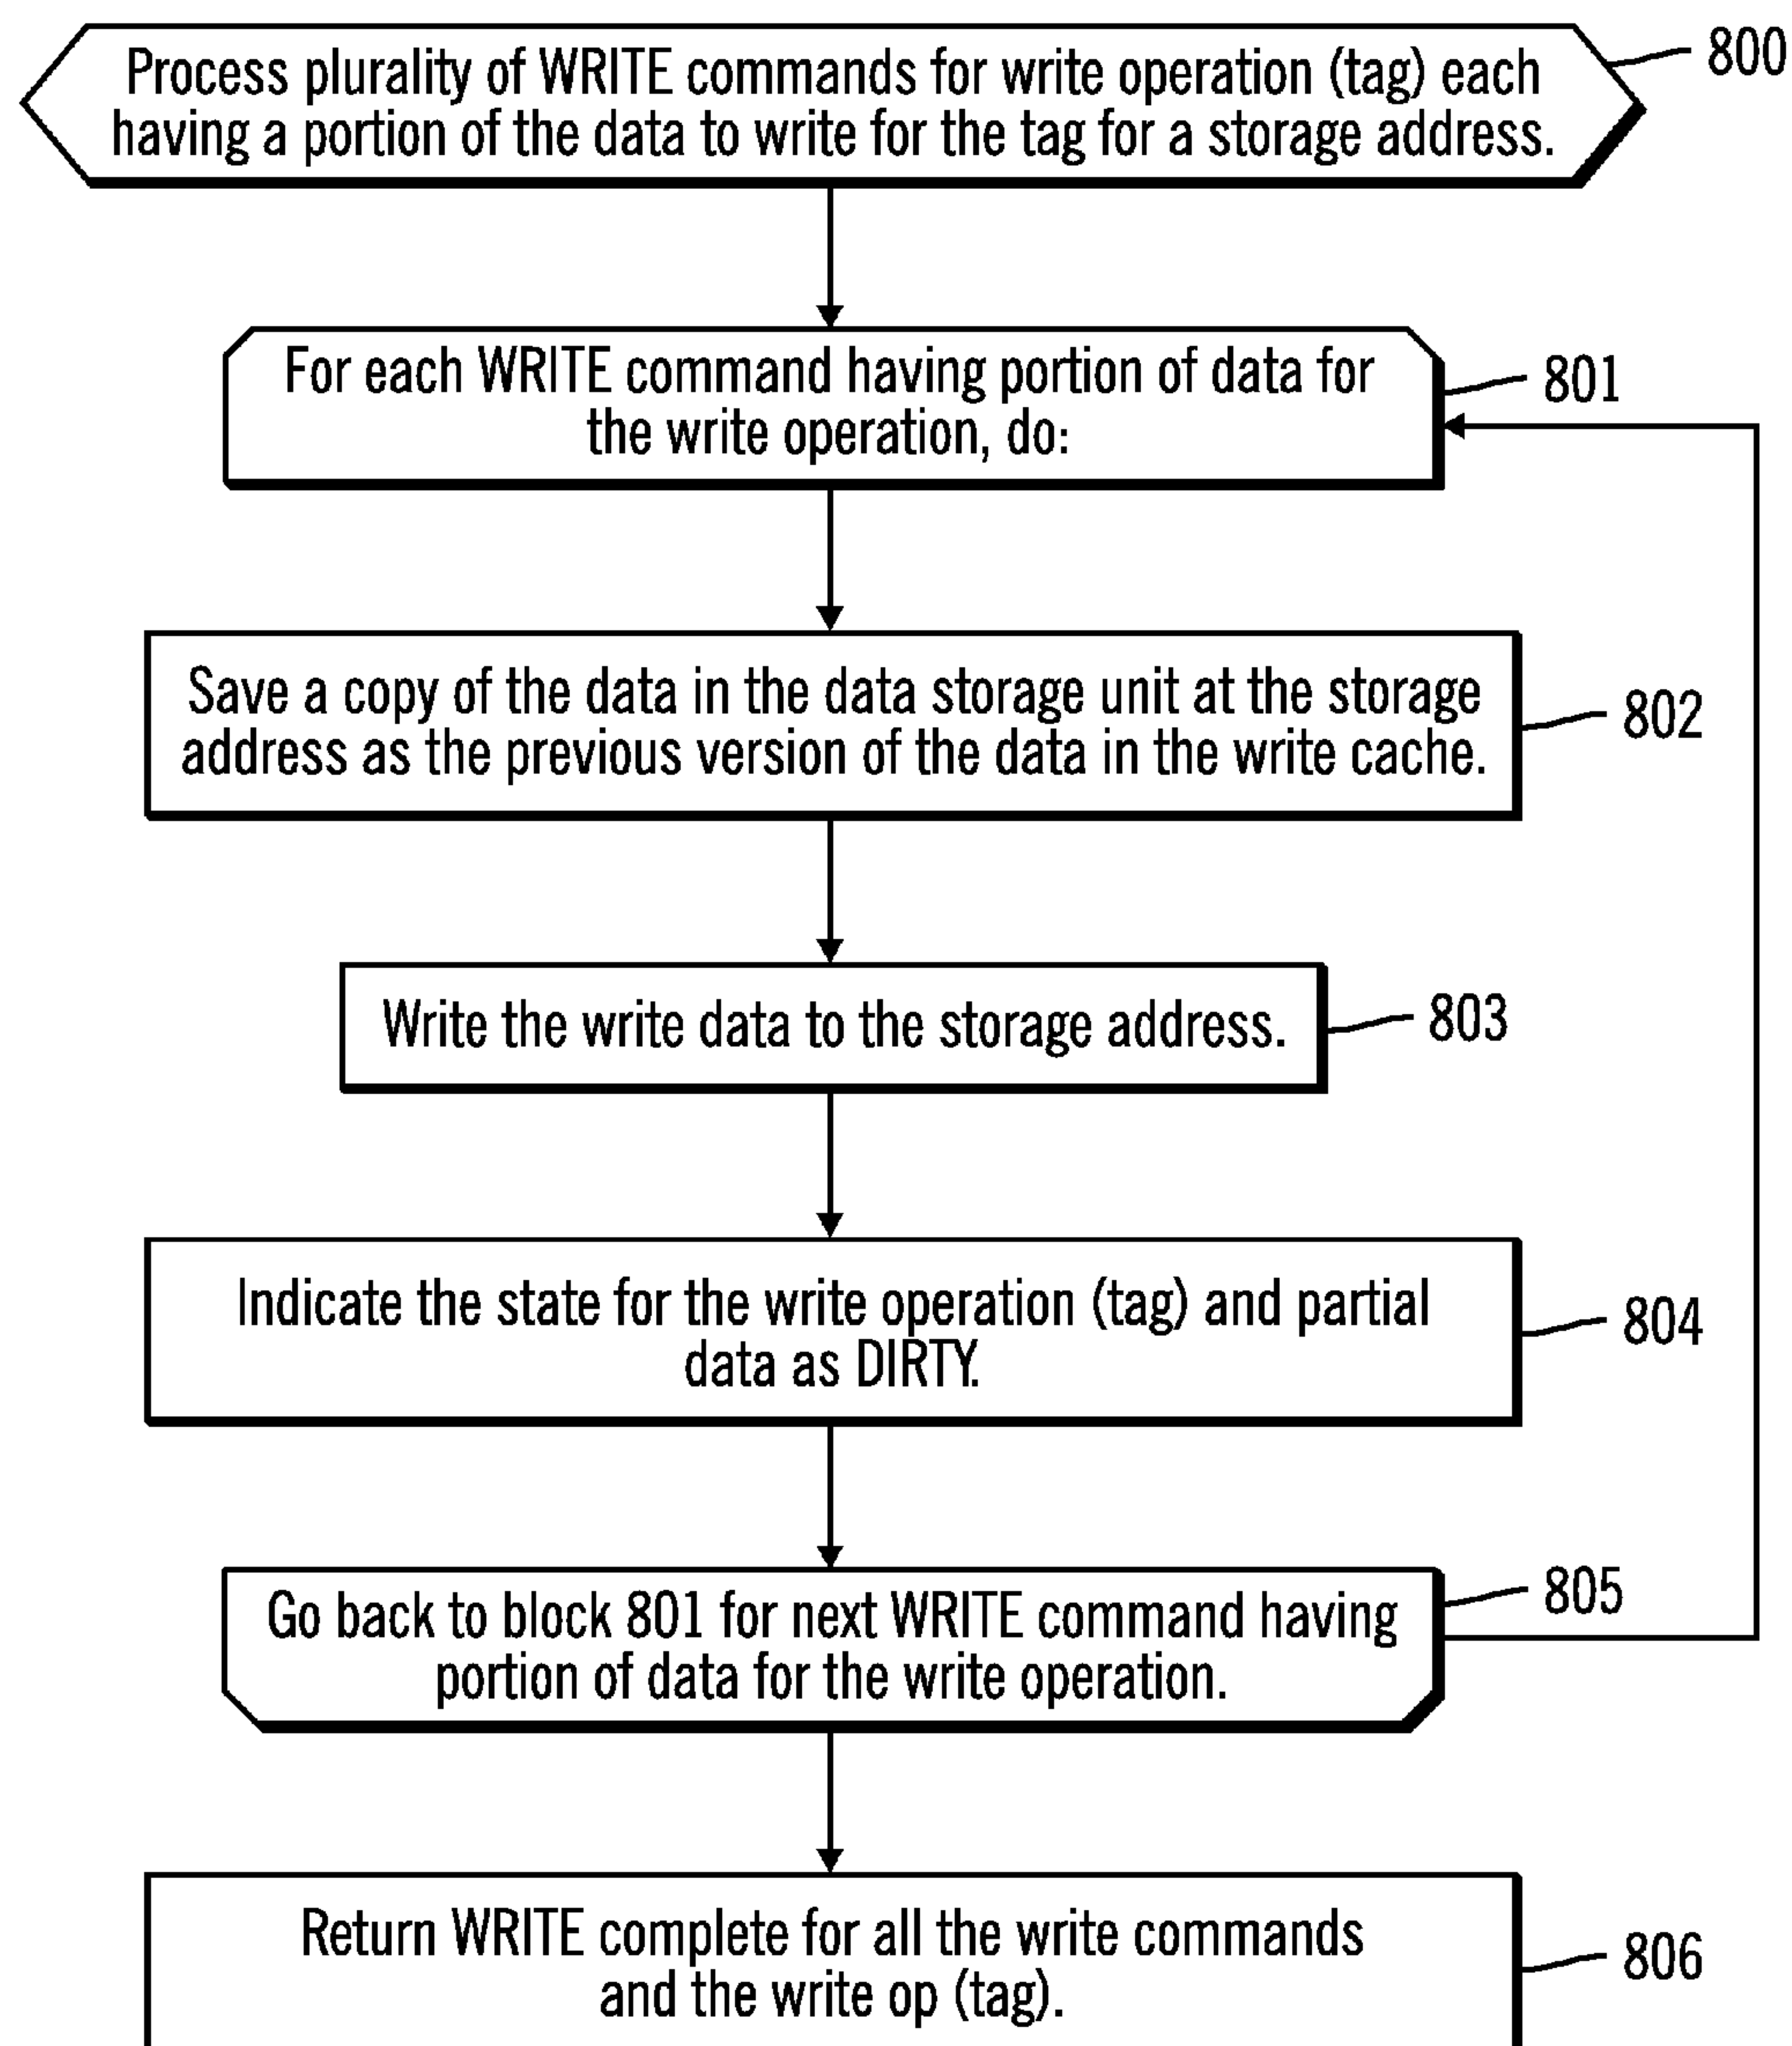 Process plurality of WRITE commands for write operation (tag) each
having a portion of the data to write for the tag for a storage address.
800
For each WRITE command having portion of data for
the write operation, do:
801
Save a copy of the data in the data storage unit at the storage
address as the previous version of the data in the write cache.
802
Write the write data to the storage address.
803
Indicate the state for the write operation (tag) and partial
data as DIRTY.
804
Go back to block 801 for next WRITE command having
portion of data for the write operation.
805
Return WRITE complete for all the write commands
and the write op (tag).
806